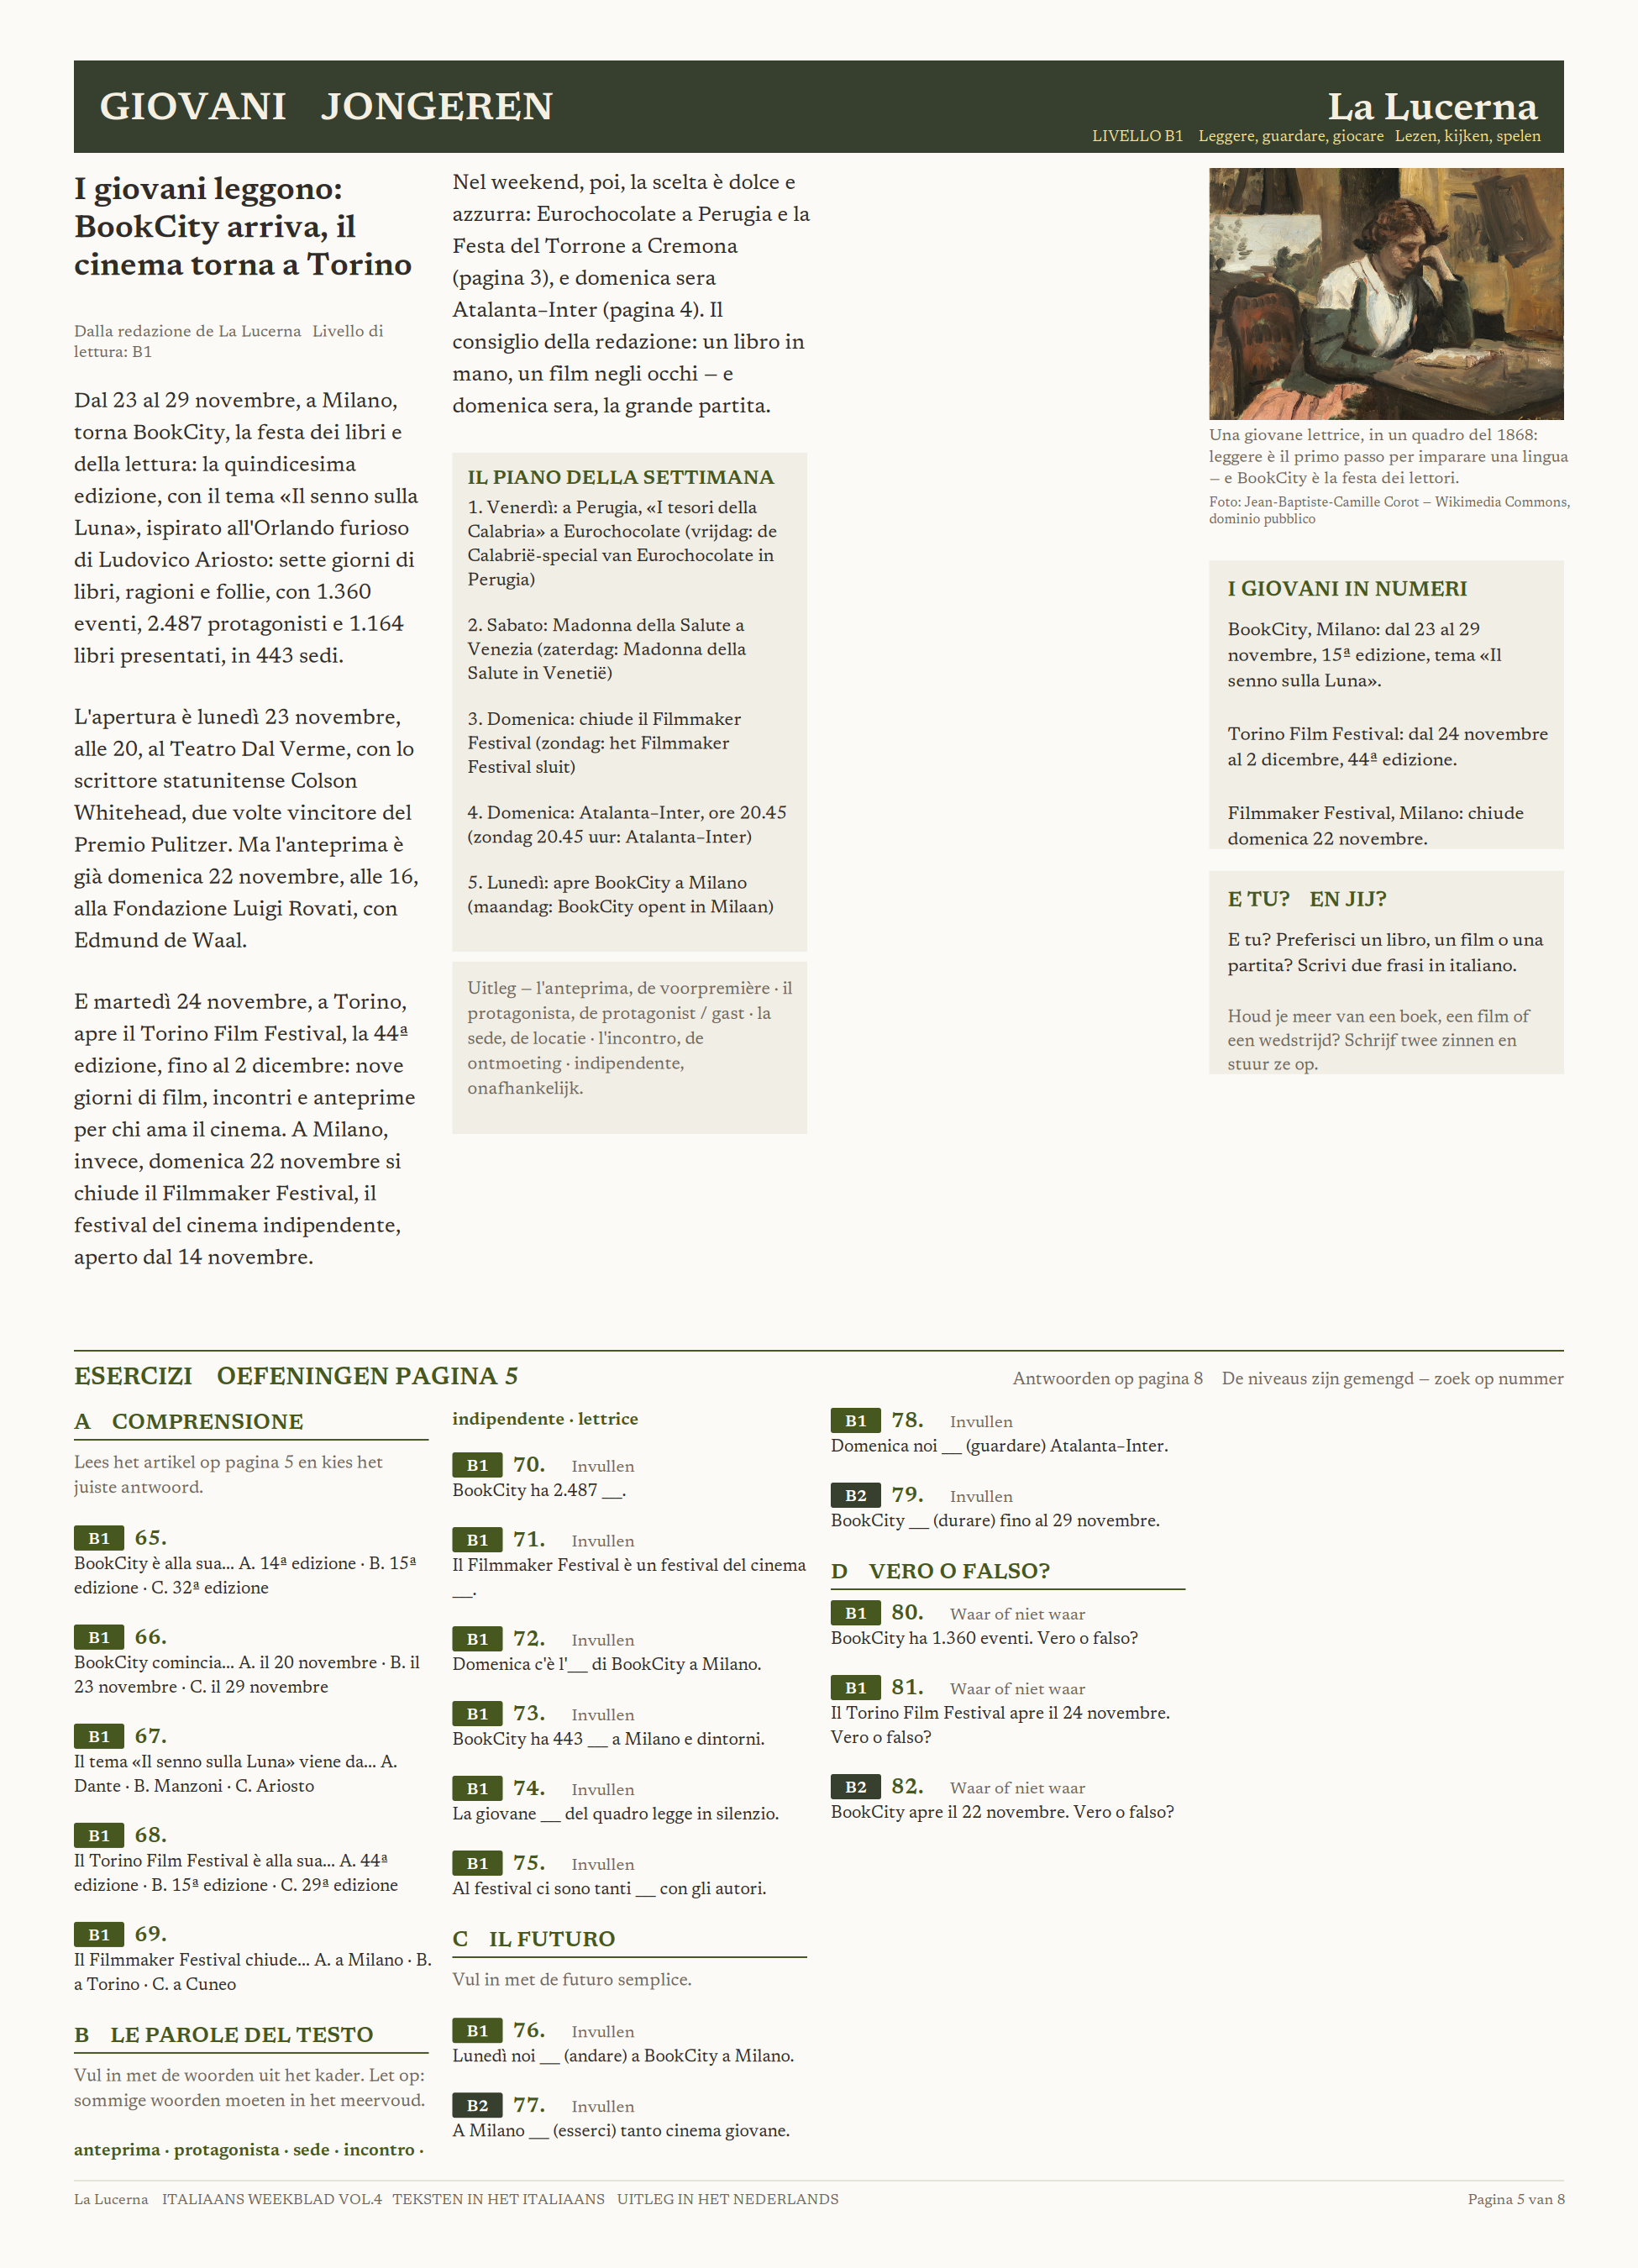 GIOVANI JONGEREN
La Lucerna
LIVELLO B1 Leggere, guardare, giocare Lezen, kijken, spelen
I giovani leggono:
BookCity arriva, il
cinema torna a Torino
Dalla redazione de La Lucerna Livello di
lettura: B1
Dal 23 al 29 novembre, a Milano,
torna BookCity, la festa dei libri e
della lettura: la quindicesima
edizione, con il tema «Il senno sulla
Luna», ispirato all'Orlando furioso
di Ludovico Ariosto: sette giorni di
libri, ragioni e follie, con 1.360
eventi, 2.487 protagonisti e 1.164
libri presentati, in 443 sedi.
L'apertura è lunedì 23 novembre,
alle 20, al Teatro Dal Verme, con lo
scrittore statunitense Colson
Whitehead, due volte vincitore del
Premio Pulitzer. Ma l'anteprima è
già domenica 22 novembre, alle 16,
alla Fondazione Luigi Rovati, con
Edmund de Waal.
E martedì 24 novembre, a Torino,
apre il Torino Film Festival, la 44ª
edizione, fino al 2 dicembre: nove
giorni di film, incontri e anteprime
per chi ama il cinema. A Milano,
invece, domenica 22 novembre si
chiude il Filmmaker Festival, il
festival del cinema indipendente,
aperto dal 14 novembre.
Nel weekend, poi, la scelta è dolce e
azzurra: Eurochocolate a Perugia e la
Festa del Torrone a Cremona
(pagina 3), e domenica sera
Atalanta–Inter (pagina 4). Il
consiglio della redazione: un libro in
mano, un film negli occhi – e
domenica sera, la grande partita.
IL PIANO DELLA SETTIMANA
1. Venerdì: a Perugia, «I tesori della
Calabria» a Eurochocolate (vrijdag: de
Calabrië-special van Eurochocolate in
Perugia)
2. Sabato: Madonna della Salute a
Venezia (zaterdag: Madonna della
Salute in Venetië)
3. Domenica: chiude il Filmmaker
Festival (zondag: het Filmmaker
Festival sluit)
4. Domenica: Atalanta–Inter, ore 20.45
(zondag 20.45 uur: Atalanta–Inter)
5. Lunedì: apre BookCity a Milano
(maandag: BookCity opent in Milaan)
Uitleg – l'anteprima, de voorpremière · il
protagonista, de protagonist / gast · la
sede, de locatie · l'incontro, de
ontmoeting · indipendente,
onafhankelijk.
Una giovane lettrice, in un quadro del 1868:
leggere è il primo passo per imparare una lingua
– e BookCity è la festa dei lettori.
Foto: Jean-Baptiste-Camille Corot – Wikimedia Commons,
dominio pubblico
I GIOVANI IN NUMERI
BookCity, Milano: dal 23 al 29
novembre, 15ª edizione, tema «Il
senno sulla Luna».
Torino Film Festival: dal 24 novembre
al 2 dicembre, 44ª edizione.
Filmmaker Festival, Milano: chiude
domenica 22 novembre.
E TU? EN JIJ?
E tu? Preferisci un libro, un film o una
partita? Scrivi due frasi in italiano.
Houd je meer van een boek, een film of
een wedstrijd? Schrijf twee zinnen en
stuur ze op.
ESERCIZI OEFENINGEN PAGINA 5
Antwoorden op pagina 8 De niveaus zijn gemengd – zoek op nummer
A COMPRENSIONE
Lees het artikel op pagina 5 en kies het
juiste antwoord.
B1 65.
BookCity è alla sua... A. 14ª edizione · B. 15ª
edizione · C. 32ª edizione
B1 66.
BookCity comincia... A. il 20 novembre · B. il
23 novembre · C. il 29 novembre
B1 67.
Il tema «Il senno sulla Luna» viene da... A.
Dante · B. Manzoni · C. Ariosto
B1 68.
Il Torino Film Festival è alla sua... A. 44ª
edizione · B. 15ª edizione · C. 29ª edizione
B1 69.
Il Filmmaker Festival chiude... A. a Milano · B.
a Torino · C. a Cuneo
B LE PAROLE DEL TESTO
Vul in met de woorden uit het kader. Let op:
sommige woorden moeten in het meervoud.
anteprima · protagonista · sede · incontro ·
indipendente · lettrice
B1 70. Invullen
BookCity ha 2.487 __.
B1 71. Invullen
Il Filmmaker Festival è un festival del cinema
__.
B1 72. Invullen
Domenica c'è l'__ di BookCity a Milano.
B1 73. Invullen
BookCity ha 443 __ a Milano e dintorni.
B1 74. Invullen
La giovane __ del quadro legge in silenzio.
B1 75. Invullen
Al festival ci sono tanti __ con gli autori.
C IL FUTURO
Vul in met de futuro semplice.
B1 76. Invullen
Lunedì noi __ (andare) a BookCity a Milano.
B2 77. Invullen
A Milano __ (esserci) tanto cinema giovane.
B1 78. Invullen
Domenica noi __ (guardare) Atalanta–Inter.
B2 79. Invullen
BookCity __ (durare) fino al 29 novembre.
D VERO O FALSO?
B1 80. Waar of niet waar
BookCity ha 1.360 eventi. Vero o falso?
B1 81. Waar of niet waar
Il Torino Film Festival apre il 24 novembre.
Vero o falso?
B2 82. Waar of niet waar
BookCity apre il 22 novembre. Vero o falso?
La Lucerna ITALIAANS WEEKBLAD VOL.4 TEKSTEN IN HET ITALIAANS UITLEG IN HET NEDERLANDS
Pagina 5 van 8